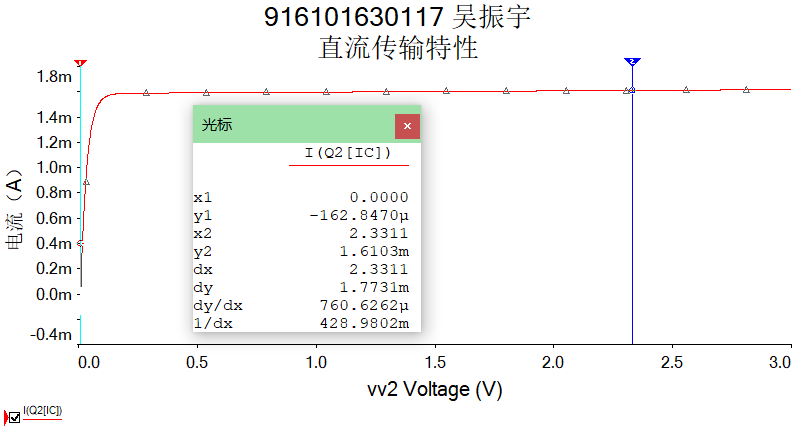 916101630117 吴振宇
直流传输特性
1.8m
1.4m
1.2m
1.0m
0.8m
0.6m
0.4m
0.2m
0.0m
-0.4m
电流（A）
1
2
光标
×
I(Q2[IC])
x1 0.0000
y1 -162.8470µ
x2 2.3311
y2 1.6103m
dx 2.3311
dy 1.7731m
dy/dx 760.6262µ
1/dx 428.9802m
0.0 0.5 1.0 1.5 2.0 2.5 3.0
vv2 Voltage (V)
I(Q2[IC])